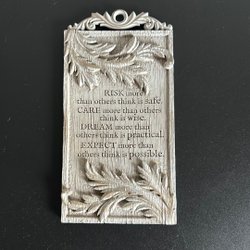 RISK more
than others think is safe.
CARE more than others
think is wise.
DREAM more than
others think is practical.
EXPECT more than
others think is possible.